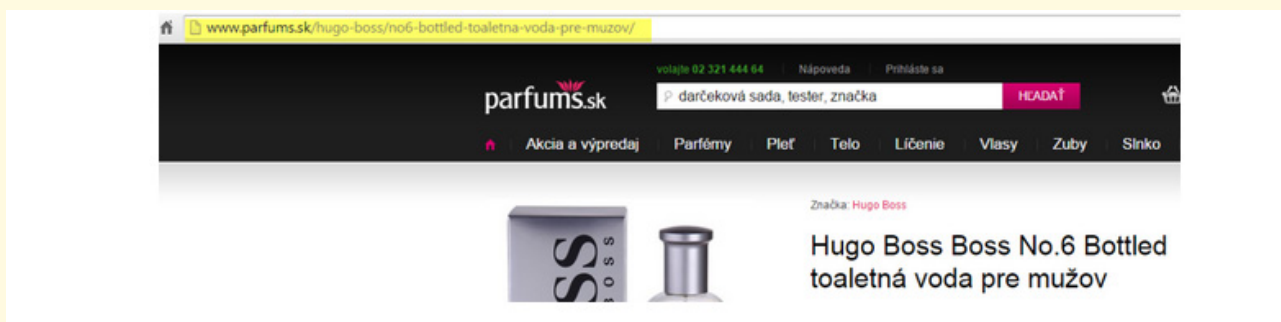 www.parfums.sk/hugo-boss/no6-bottled-toaletna-voda-pre-muzov/
volajte 02 321 444 64 Nápoveda Prihláste sa
parfums.sk
darčeková sada, tester, značka HĽADAŤ
Akcia a výpredaj Parfémy Pleť Telo Líčenie Vlasy Zuby Slnko
Značka: Hugo Boss
Hugo Boss Boss No.6 Bottled
toaletná voda pre mužov
BOSS